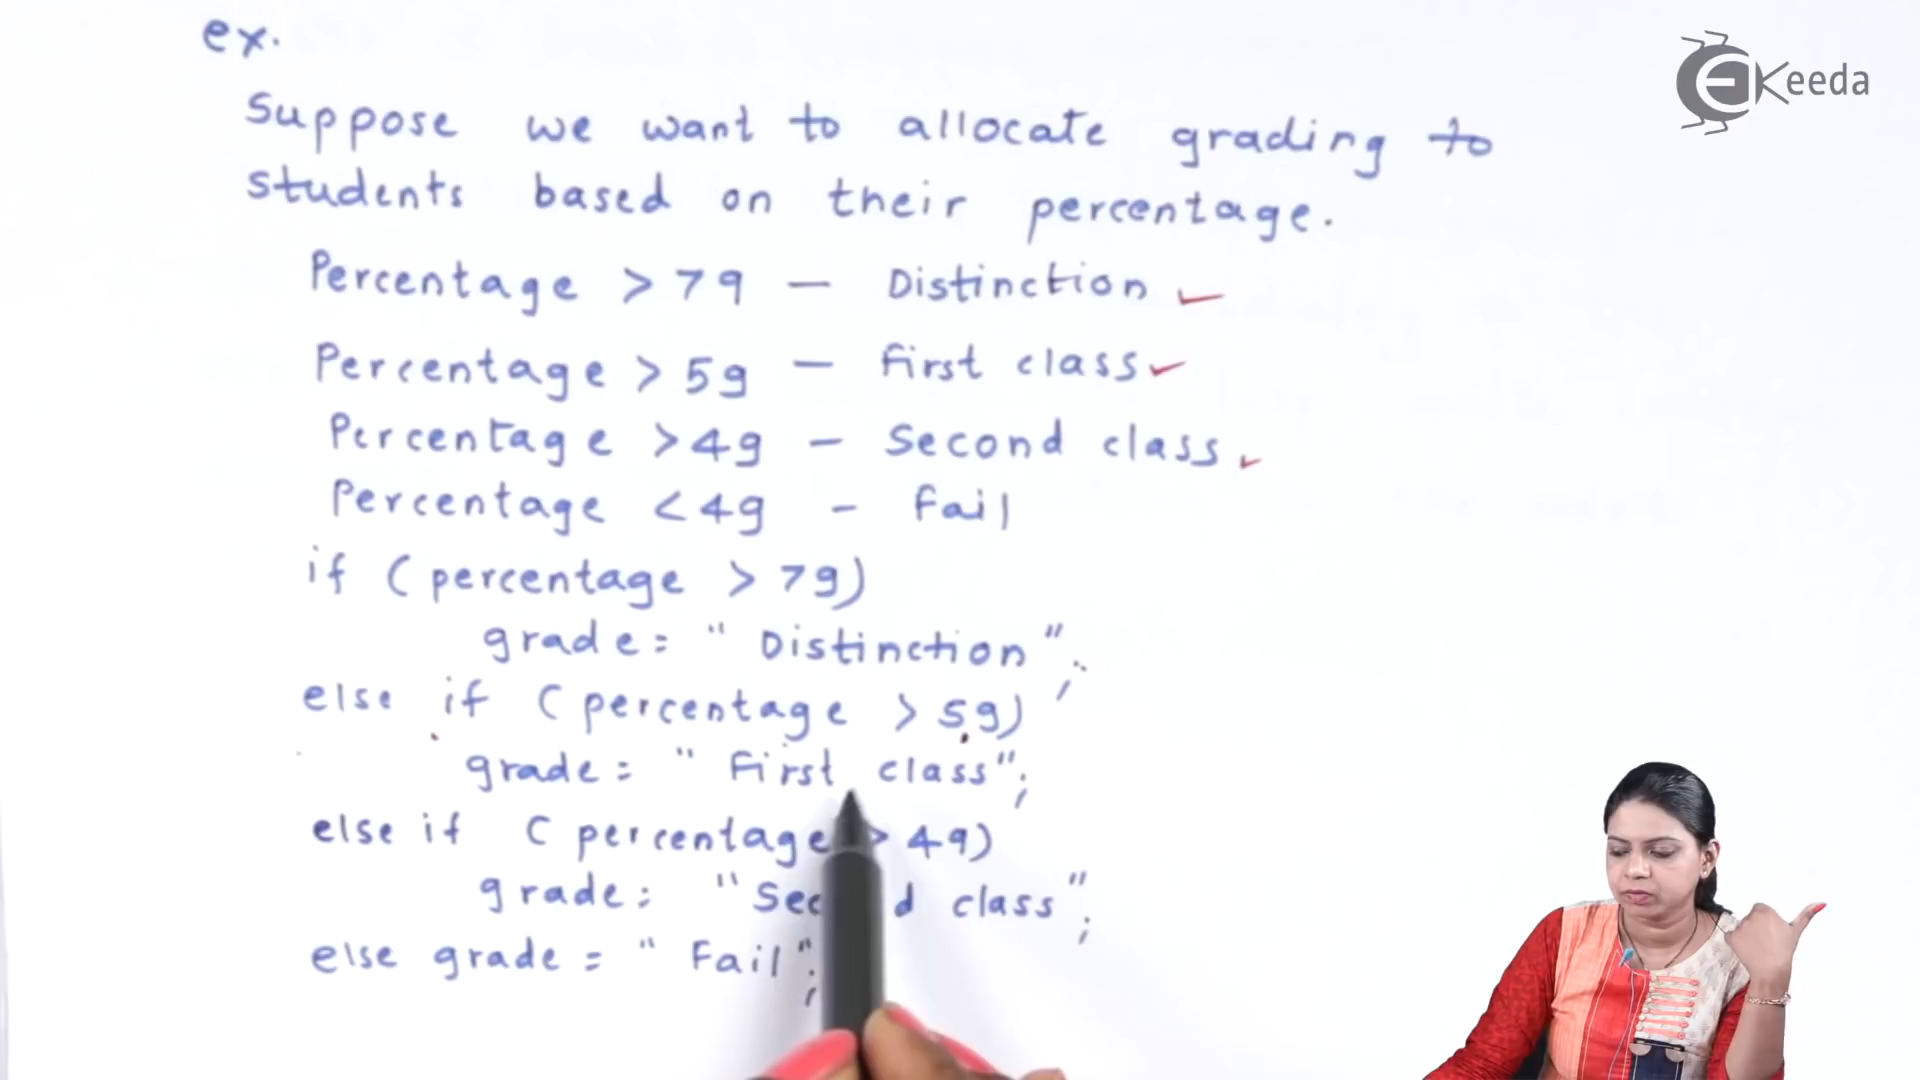 ex.
Suppose we want to allocate grading to
students based on their percentage.
Percentage > 79 – Distinction
Percentage > 59 – First class
Percentage > 49 – Second class
Percentage < 49 – Fail
if (percentage > 79)
grade = " Distinction ";
else if (percentage > 59)
grade = " First class";
else if (percentage > 49)
grade = "Second class";
else grade = " Fail";
EKeeda